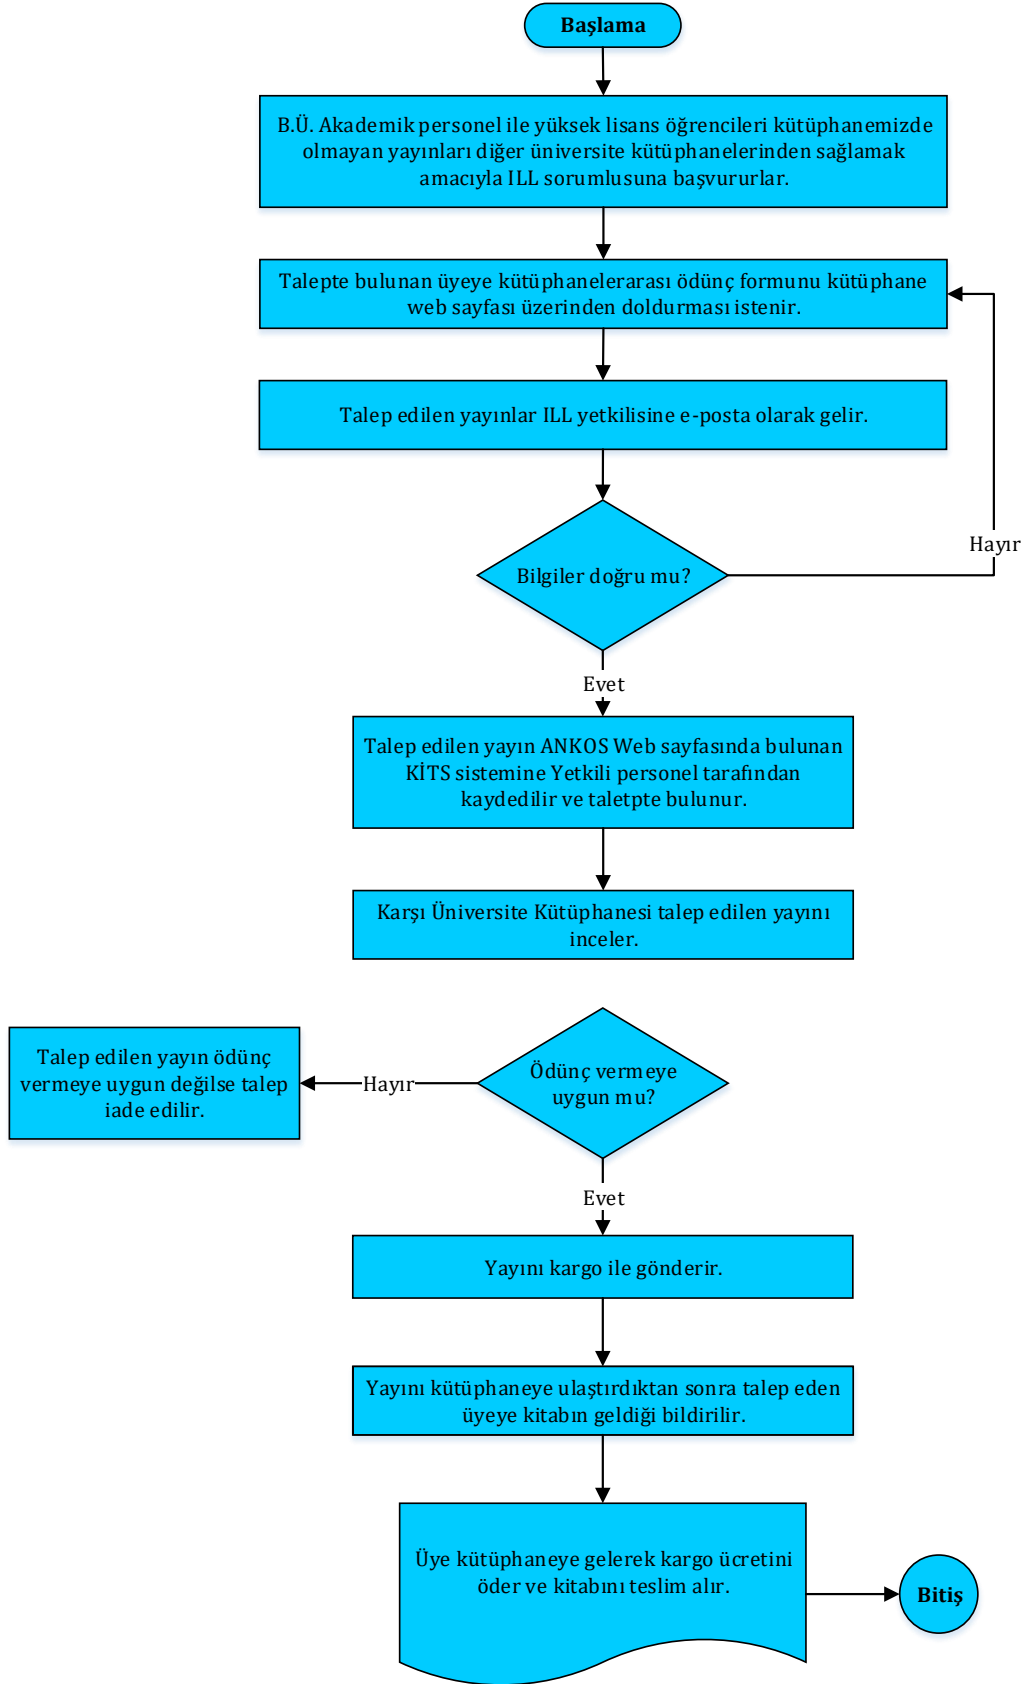 Başlama
B.Ü. Akademik personel ile yüksek lisans öğrencileri kütüphanemizde
olmayan yayınları diğer üniversite kütüphanelerinden sağlamak
amacıyla ILL sorumlusuna başvururlar.
Talepte bulunan üyeye kütüphanelerarası ödünç formunu kütüphane
web sayfası üzerinden doldurması istenir.
Talep edilen yayınlar ILL yetkilisine e-posta olarak gelir.
Hayır
Bilgiler doğru mu?
Evet
Talep edilen yayın ANKOS Web sayfasında bulunan
KİTS sistemine Yetkili personel tarafından
kaydedilir ve taletpte bulunur.
Karşı Üniversite Kütüphanesi talep edilen yayını
inceler.
Talep edilen yayın ödünç
vermeye uygun değilse talep
iade edilir.
Hayır
Ödünç vermeye
uygun mu?
Evet
Yayını kargo ile gönderir.
Yayını kütüphaneye ulaştırdıktan sonra talep eden
üyeye kitabın geldiği bildirilir.
Üye kütüphaneye gelerek kargo ücretini
öder ve kitabını teslim alır.
Bitiş